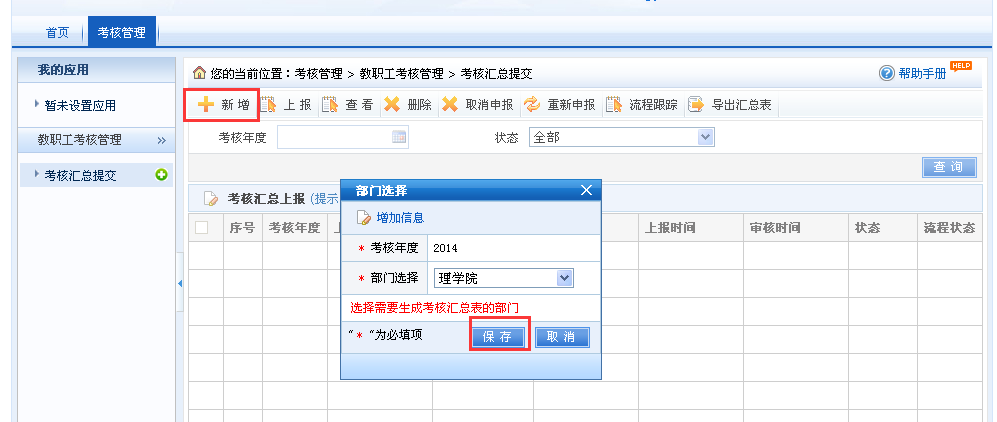 首页 考核管理
我的应用
暂未设置应用
教职工考核管理 »
考核汇总提交
您的当前位置：考核管理 > 教职工考核管理 > 考核汇总提交
帮助手册 HELP
新增 上报 查看 删除 取消申报 重新申报 流程跟踪 导出汇总表
考核年度 状态 全部
查询
考核汇总上报 (提示
序号 考核年度 上报时间 审核时间 状态 流程状态
部门选择
增加信息
* 考核年度 2014
* 部门选择 理学院
选择需要生成考核汇总表的部门
“*”为必填项 保存 取消